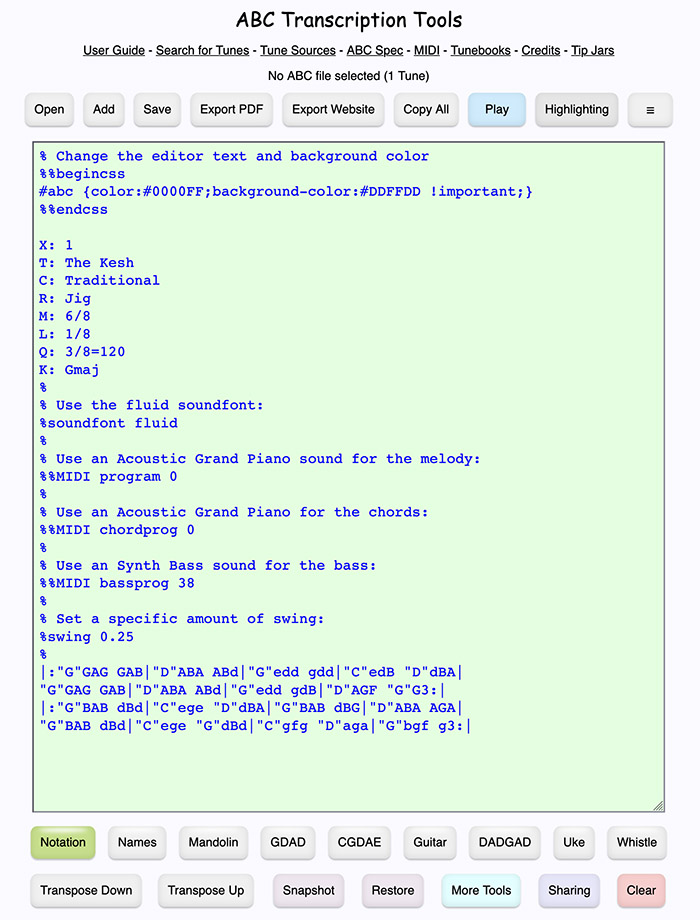 ABC Transcription Tools
User Guide - Search for Tunes - Tune Sources - ABC Spec - MIDI - Tunebooks - Credits - Tip Jars
No ABC file selected (1 Tune)
Open Add Save Export PDF Export Website Copy All Play Highlighting ≡
% Change the editor text and background color
%%begincss
#abc {color:#0000FF;background-color:#DDFFDD !important;}
%%endcss
X: 1
T: The Kesh
C: Traditional
R: Jig
M: 6/8
L: 1/8
Q: 3/8=120
K: Gmaj
%
% Use the fluid soundfont:
%soundfont fluid
%
% Use an Acoustic Grand Piano sound for the melody:
%%MIDI program 0
%
% Use an Acoustic Grand Piano for the chords:
%%MIDI chordprog 0
%
% Use an Synth Bass sound for the bass:
%%MIDI bassprog 38
%
% Set a specific amount of swing:
%swing 0.25
%
|:"G"GAG GAB|"D"ABA ABd|"G"edd gdd|"C"edB "D"dBA|
"G"GAG GAB|"D"ABA ABd|"G"edd gdB|"D"AGF "G"G3:|
|:"G"BAB dBd|"C"ege "D"dBA|"G"BAB dBG|"D"ABA AGA|
"G"BAB dBd|"C"ege "G"dBd|"C"gfg "D"aga|"G"bgf g3:|
Notation Names Mandolin GDAD CGDAE Guitar DADGAD Uke Whistle
Transpose Down Transpose Up Snapshot Restore More Tools Sharing Clear